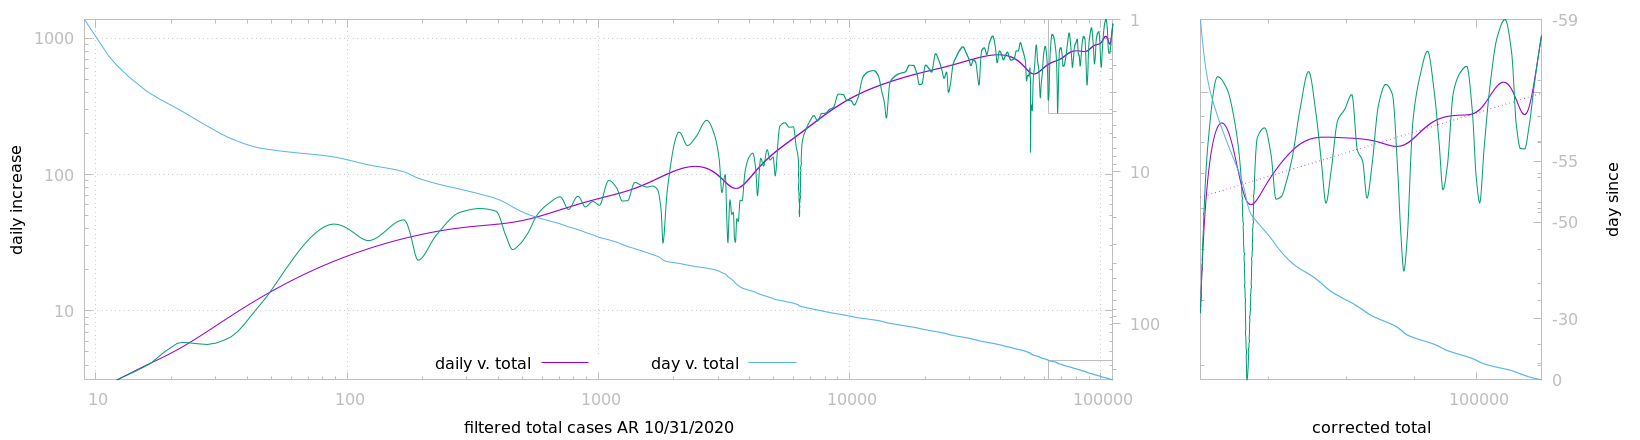 1000
100
10
daily increase
10
100
1000
10000
100000
filtered total cases AR 10/31/2020
daily v. total
day v. total
1
10
100
-59
-55
-50
-30
0
day since
100000
corrected total